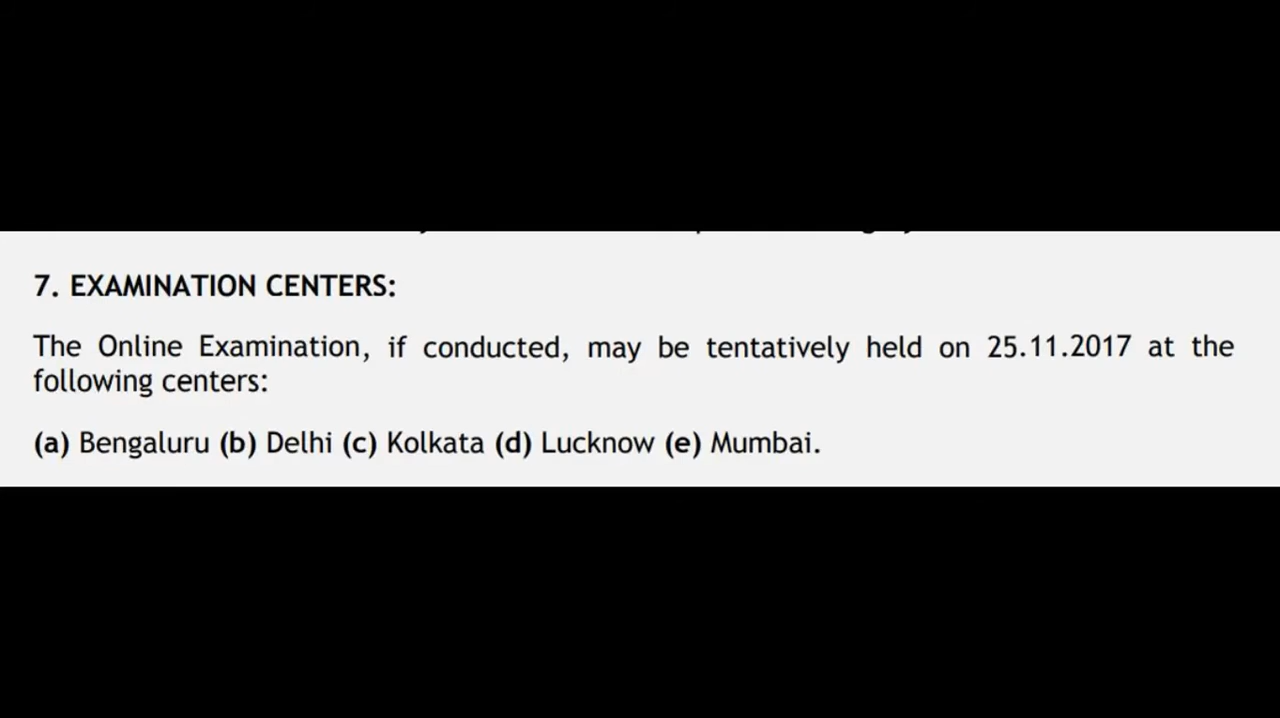 7. EXAMINATION CENTERS:
The Online Examination, if conducted, may be tentatively held on 25.11.2017 at the
following centers:
(a) Bengaluru (b) Delhi (c) Kolkata (d) Lucknow (e) Mumbai.